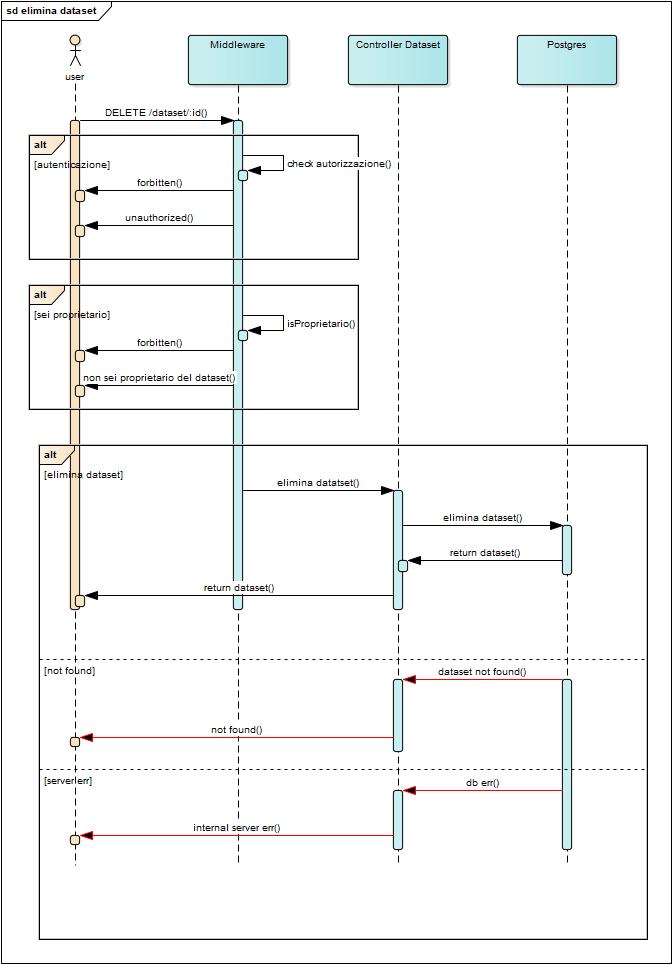 sd elimina dataset
user
Middleware
Controller Dataset
Postgres
DELETE /dataset/:id()
alt
[autenticazione]
check autorizzazione()
forbitten()
unauthorized()
alt
[sei proprietario]
isProprietario()
forbitten()
non sei proprietario del dataset()
alt
[elimina dataset]
elimina datatset()
elimina dataset()
return dataset()
return dataset()
[not found]
dataset not found()
not found()
[server err]
db err()
internal server err()